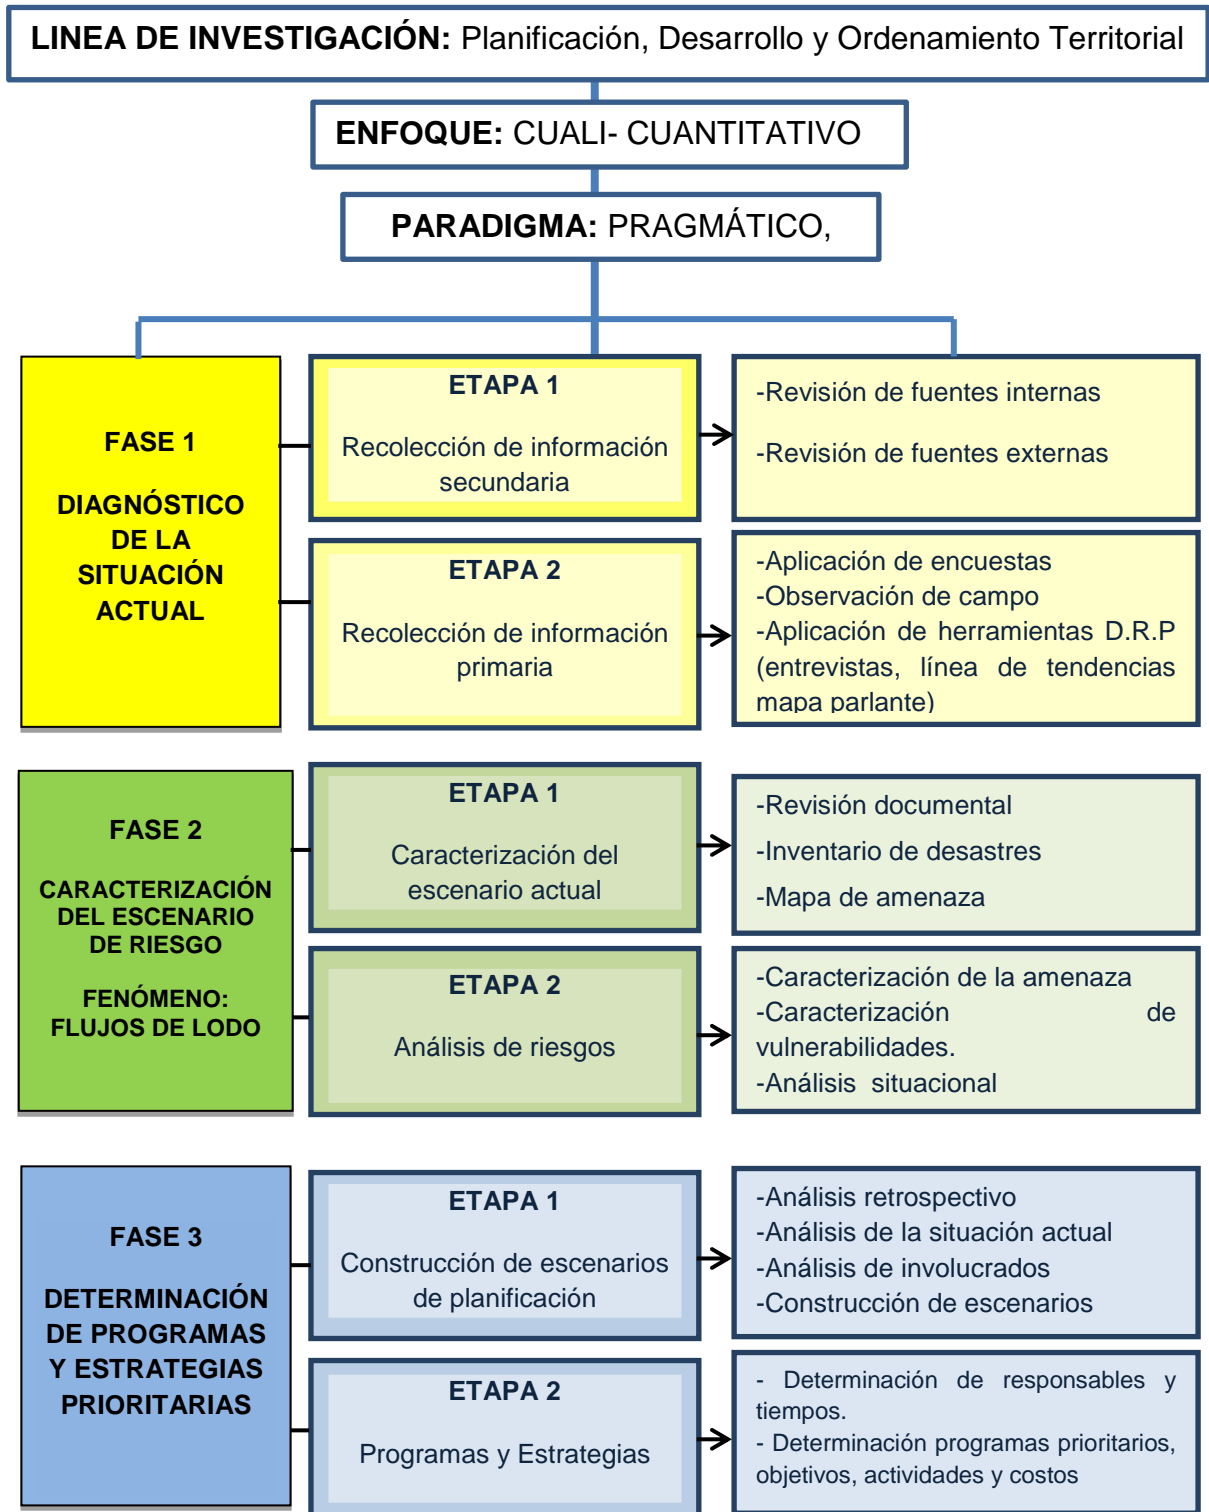 LINEA DE INVESTIGACIÓN: Planificación, Desarrollo y Ordenamiento Territorial
ENFOQUE: CUALI- CUANTITATIVO
PARADIGMA: PRAGMÁTICO,
FASE 1
DIAGNÓSTICO
DE LA
SITUACIÓN
ACTUAL
ETAPA 1
Recolección de información
secundaria
-Revisión de fuentes internas
-Revisión de fuentes externas
ETAPA 2
Recolección de información
primaria
-Aplicación de encuestas
-Observación de campo
-Aplicación de herramientas D.R.P
(entrevistas, línea de tendencias
mapa parlante)
FASE 2
CARACTERIZACIÓN
DEL ESCENARIO
DE RIESGO
FENÓMENO:
FLUJOS DE LODO
ETAPA 1
Caracterización del
escenario actual
-Revisión documental
-Inventario de desastres
-Mapa de amenaza
ETAPA 2
Análisis de riesgos
-Caracterización de la amenaza
-Caracterización de
vulnerabilidades.
-Análisis situacional
FASE 3
DETERMINACIÓN
DE PROGRAMAS
Y ESTRATEGIAS
PRIORITARIAS
ETAPA 1
Construcción de escenarios
de planificación
-Análisis retrospectivo
-Análisis de la situación actual
-Análisis de involucrados
-Construcción de escenarios
ETAPA 2
Programas y Estrategias
- Determinación de responsables y
tiempos.
- Determinación programas prioritarios,
objetivos, actividades y costos